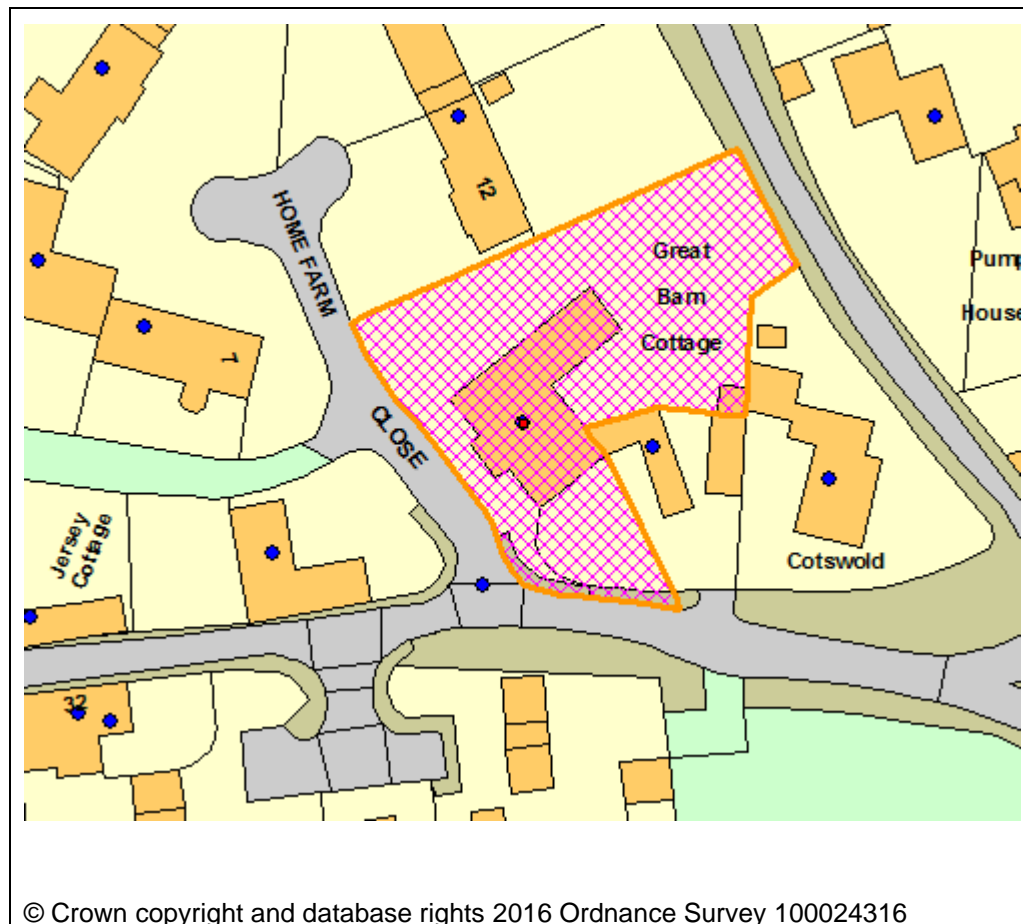 12
HOME FARM
CLOSE
Great
Barn
Cottage
Pump
House
7
Jersey
Cottage
Cotswold
32
© Crown copyright and database rights 2016 Ordnance Survey 100024316